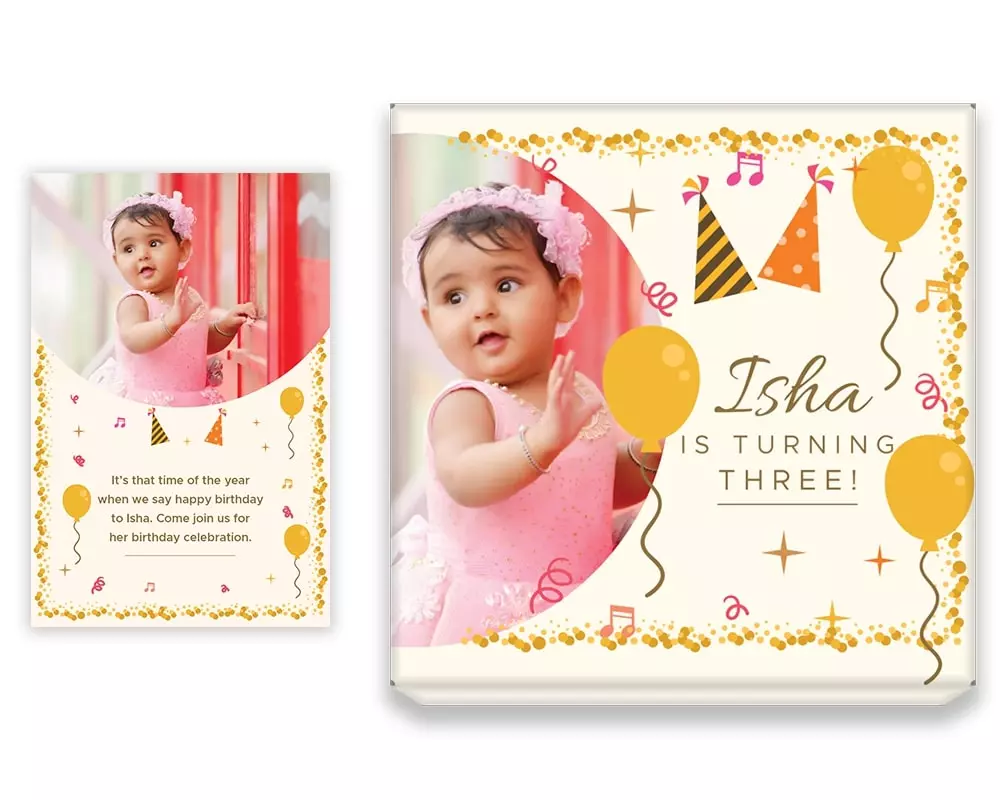 It's that time of the year
when we say happy birthday
to Isha. Come join us for
her birthday celebration.
Isha
IS TURNING
THREE!